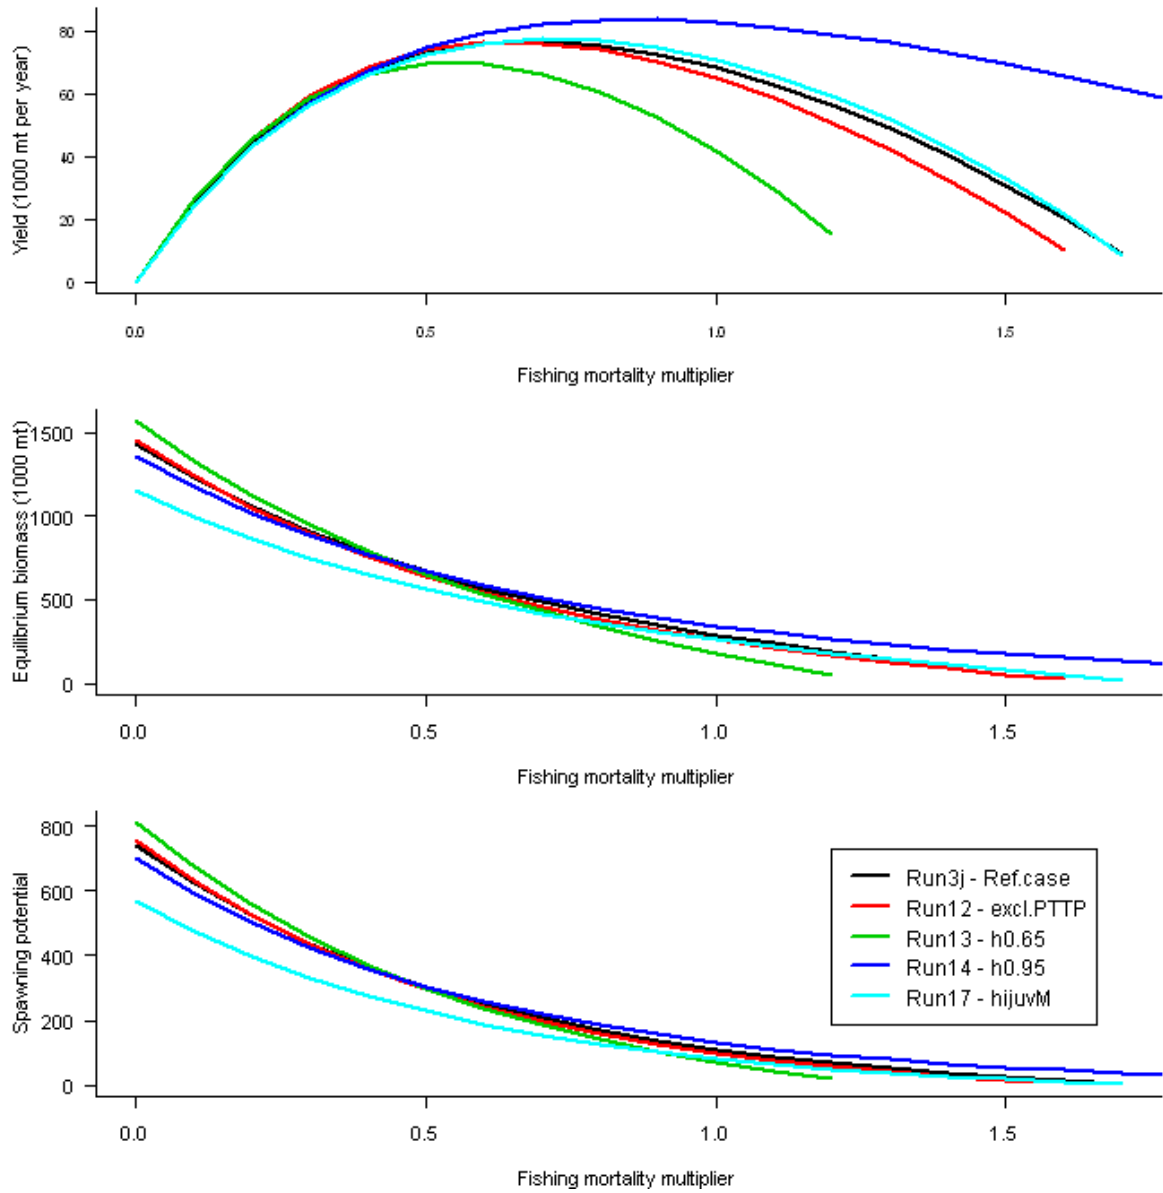 80
60
40
20
0
Yield (1000 mt per year)
0.0 0.5 1.0 1.5
Fishing mortality multiplier
1500
1000
500
0
Equilibrium biomass (1000 mt)
0.0 0.5 1.0 1.5
Fishing mortality multiplier
800
600
400
200
0
Spawning potential
Run3j - Ref.case
Run12 - excl.PTTP
Run13 - h0.65
Run14 - h0.95
Run17 - hijuvM
0.0 0.5 1.0 1.5
Fishing mortality multiplier